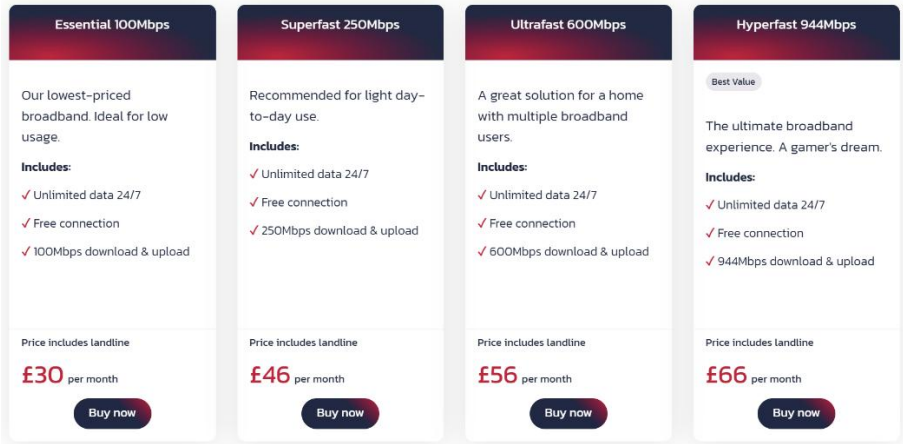 Essential 100Mbps
Our lowest-priced
broadband. Ideal for low
usage.
Includes:
✓ Unlimited data 24/7
✓ Free connection
✓ 100Mbps download & upload
Price includes landline
£30 per month
Buy now
Superfast 250Mbps
Recommended for light day-
to-day use.
Includes:
✓ Unlimited data 24/7
✓ Free connection
✓ 250Mbps download & upload
Price includes landline
£46 per month
Buy now
Ultrafast 600Mbps
A great solution for a home
with multiple broadband
users.
Includes:
✓ Unlimited data 24/7
✓ Free connection
✓ 600Mbps download & upload
Price includes landline
£56 per month
Buy now
Hyperfast 944Mbps
Best Value
The ultimate broadband
experience. A gamer's dream.
Includes:
✓ Unlimited data 24/7
✓ Free connection
✓ 944Mbps download & upload
Price includes landline
£66 per month
Buy now